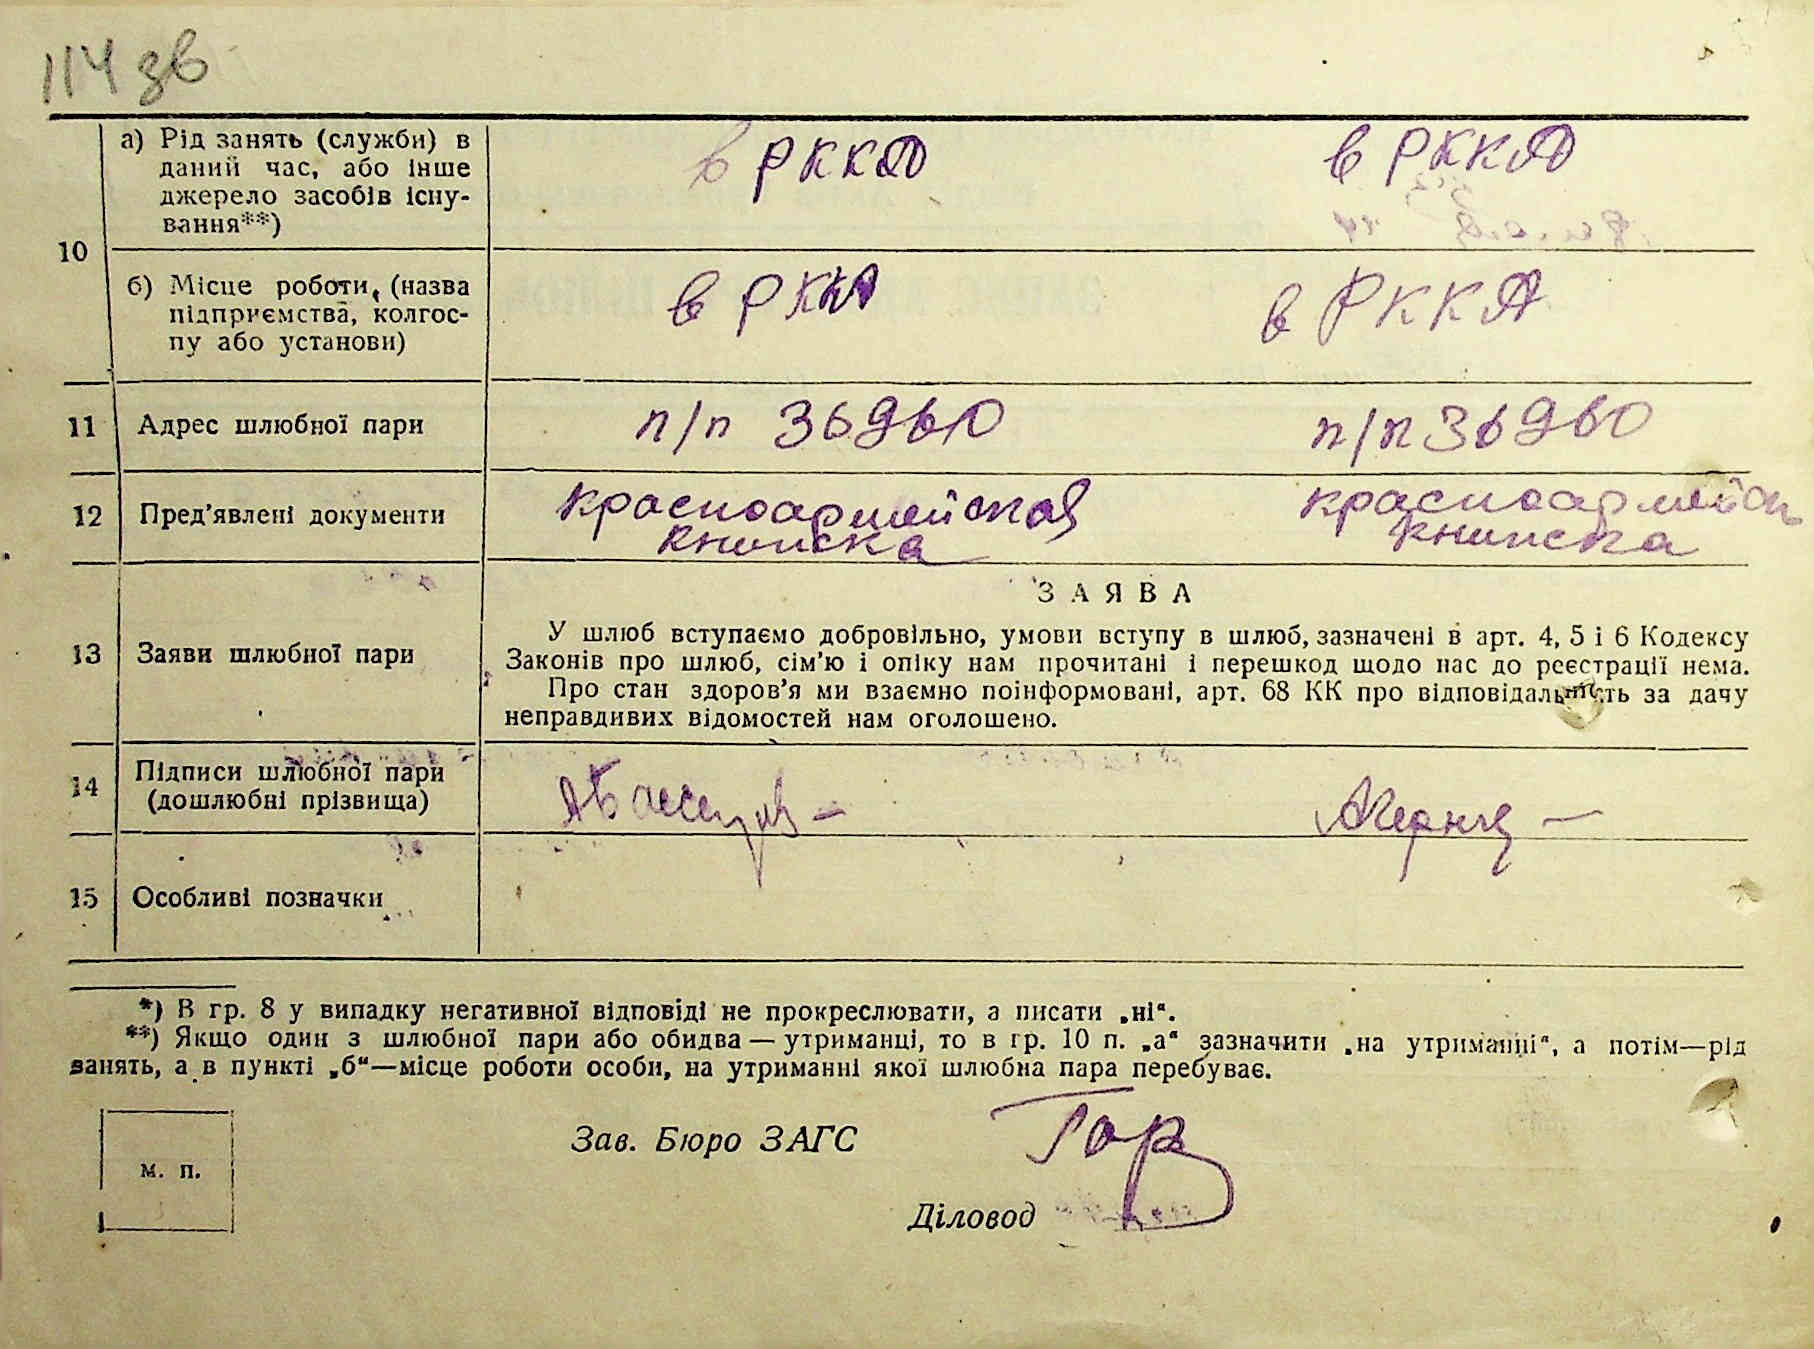 114 зв
10
а) Рід занять (служби) в
даний час, або інше
джерело засобів існу-
вання**)
в РККА
в РККА
б) Місце роботи, (назва
підприємства, колгос-
пу або установи)
в РККА
в РККА
11
Адрес шлюбної пари
п/п 36960
п/п 36960
12
Пред'явлені документи
красноармейская
книжка
красноармейск
книжка
ЗАЯВА
13
Заяви шлюбної пари
У шлюб вступаємо добровільно, умови вступу в шлюб, зазначені в арт. 4, 5 і 6 Кодексу
Законів про шлюб, сім'ю і опіку нам прочитані і перешкод щодо нас до реєстрації нема.
Про стан здоров'я ми взаємно поінформовані, арт. 68 КК про відповідальність за дачу
неправдивих відомостей нам оголошено.
14
Підписи шлюбної пари
(дошлюбні прізвища)
15
Особливі позначки
*) В гр. 8 у випадку негативної відповіді не прокреслювати, а писати „ні“.
**) Якщо один з шлюбної пари або обидва — утриманці, то в гр. 10 п. „а“ зазначити „на утриманні“, а потім—рід
занять, а в пункті „б“—місце роботи особи, на утриманні якої шлюбна пара перебуває.
Зав. Бюро ЗАГС
Гор
м. п.
Діловод